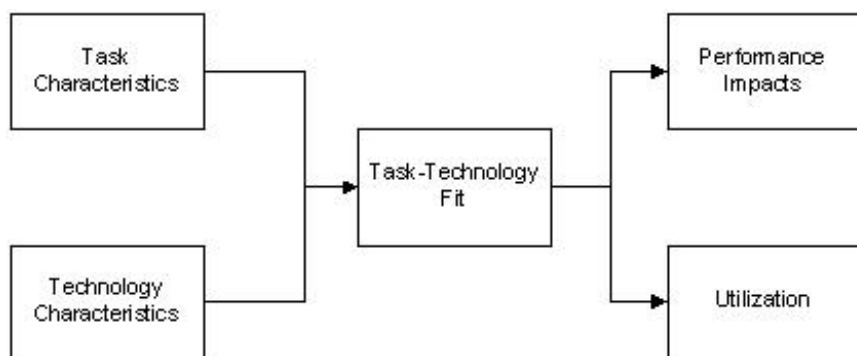 Task
Characteristics
Performance
Impacts
Task-Technology
Fit
Technology
Characteristics
Utilization